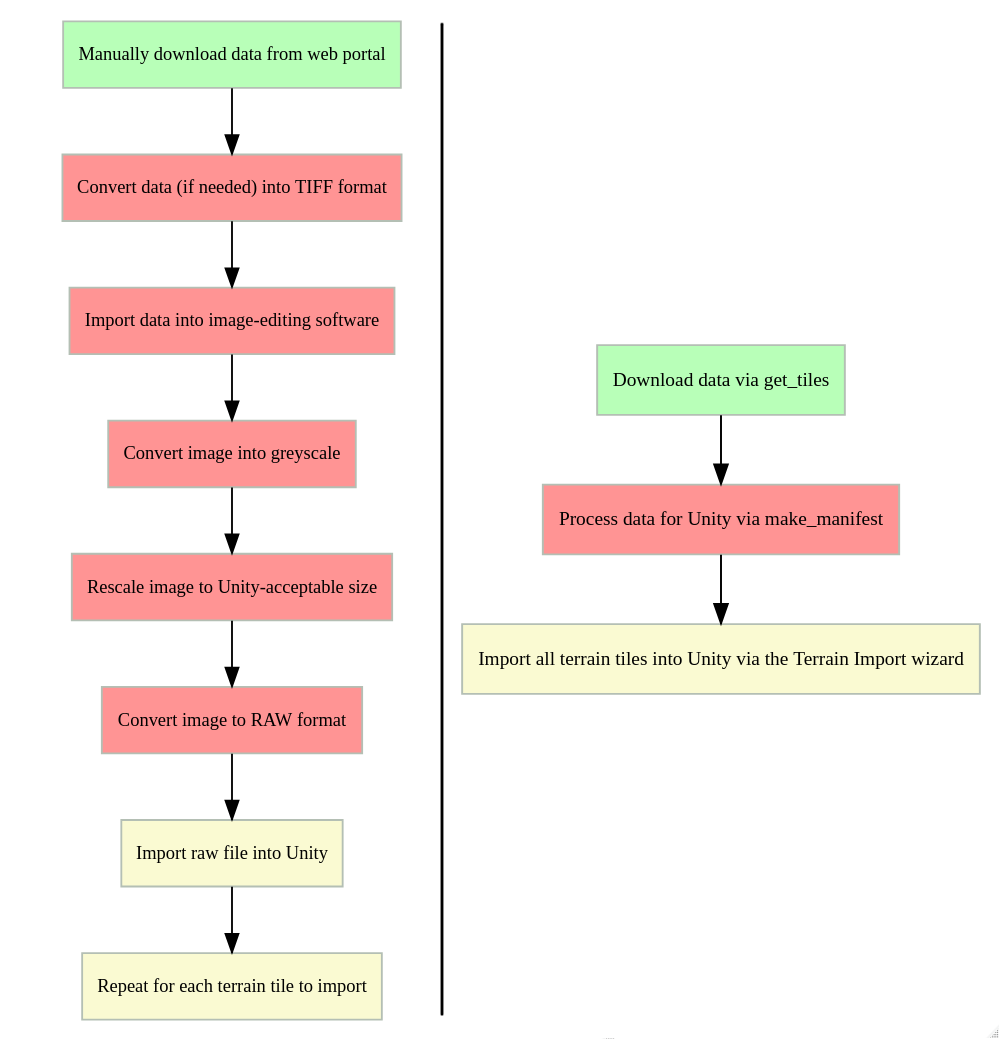 Manually download data from web portal
Convert data (if needed) into TIFF format
Import data into image-editing software
Convert image into greyscale
Rescale image to Unity-acceptable size
Convert image to RAW format
Import raw file into Unity
Repeat for each terrain tile to import
Download data via get_tiles
Process data for Unity via make_manifest
Import all terrain tiles into Unity via the Terrain Import wizard